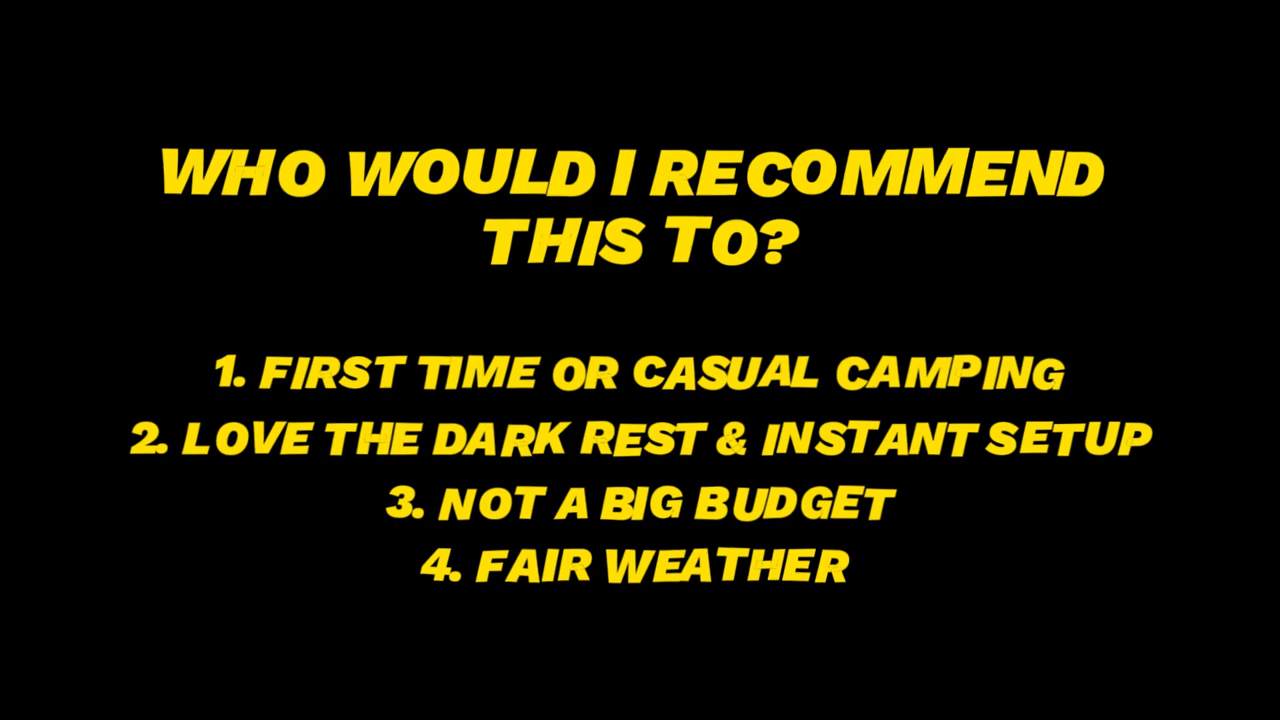 WHO WOULD I RECOMMEND
THIS TO?
1. FIRST TIME OR CASUAL CAMPING
2. LOVE THE DARK REST & INSTANT SETUP
3. NOT A BIG BUDGET
4. FAIR WEATHER